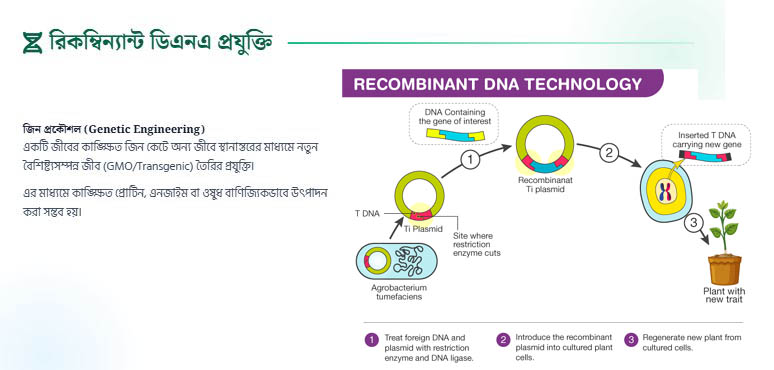 রিকম্বিন্যান্ট ডিএনএ প্রযুক্তি
জিন প্রকৌশল (Genetic Engineering)
একটি জীবের কাঙ্ক্ষিত জিন কেটে অন্য জীবে স্থানান্তরের মাধ্যমে নতুন
বৈশিষ্ট্যসম্পন্ন জীব (GMO/Transgenic) তৈরির প্রযুক্তি।
এর মাধ্যমে কাঙ্ক্ষিত প্রোটিন, এনজাইম বা ওষুধ বাণিজ্যিকভাবে উৎপাদন
করা সম্ভব হয়।
RECOMBINANT DNA TECHNOLOGY
DNA Containing
the gene of interest
1
Recombinanat
Ti plasmid
2
Inserted T DNA
carrying new gene
T DNA
Ti Plasmid
Site where
restriction
enzyme cuts
Agrobacterium
tumefaciens
3
Plant with
new trait
1 Treat foreign DNA and
plasmid with restriction
enzyme and DNA ligase.
2 Introduce the recombinant
plasmid into cultured plant
cells.
3 Regenerate new plant from
cultured cells.